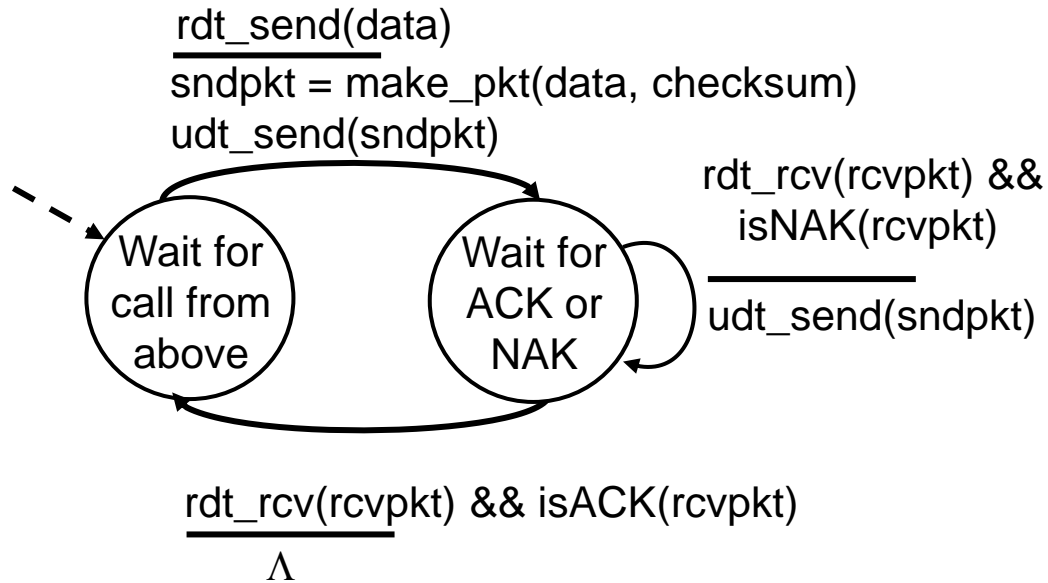 rdt_send(data)
sndpkt = make_pkt(data, checksum)
udt_send(sndpkt)
rdt_rcv(rcvpkt) &&
isNAK(rcvpkt)
udt_send(sndpkt)
Wait for
call from
above
Wait for
ACK or
NAK
rdt_rcv(rcvpkt) && isACK(rcvpkt)
Λ